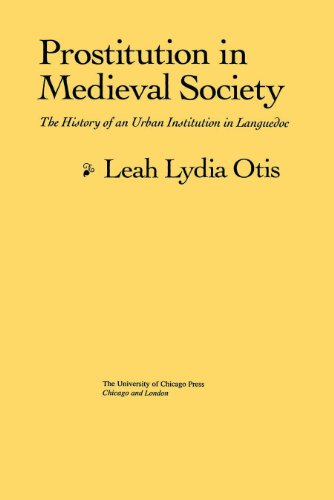 Prostitution in
Medieval Society
The History of an Urban Institution in Languedoc
Leah Lydia Otis
The University of Chicago Press
Chicago and London